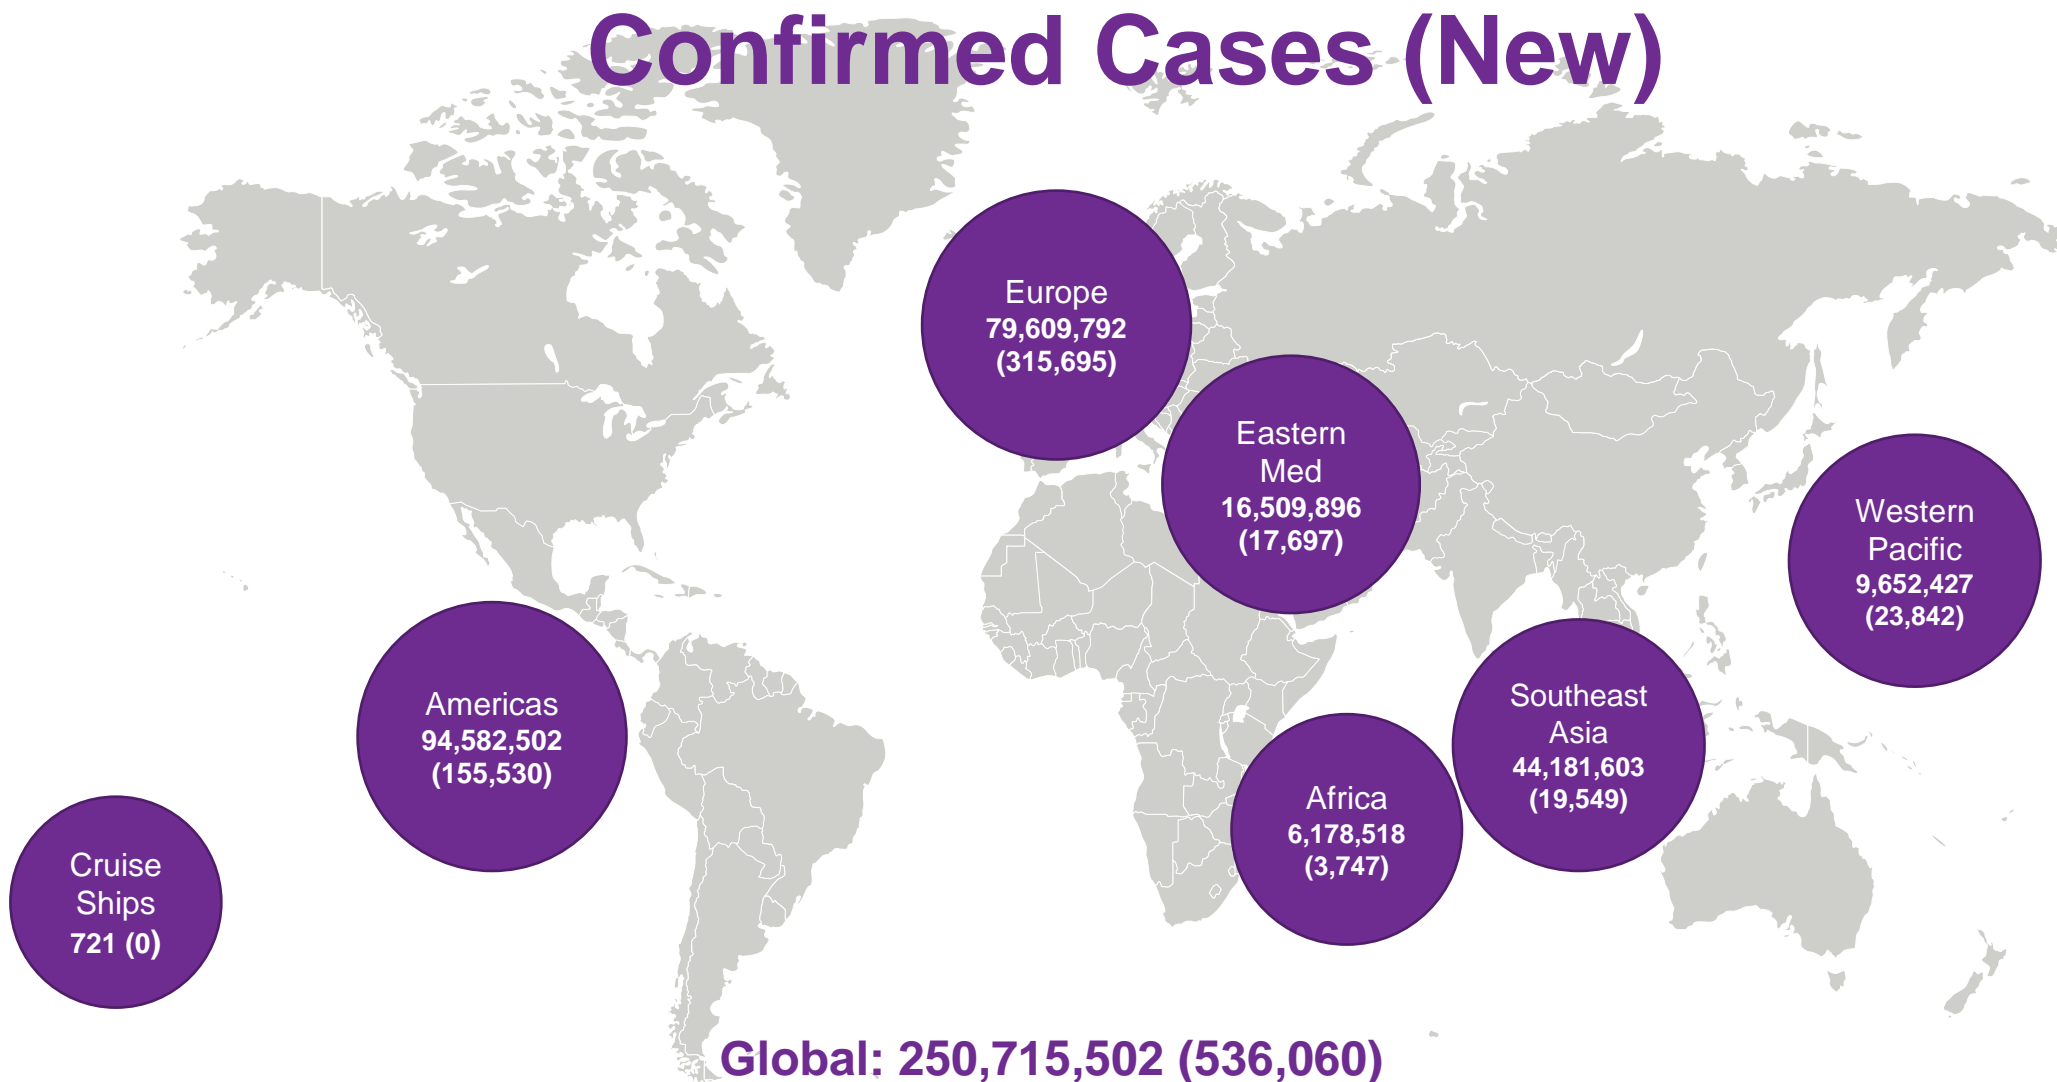 Confirmed Cases (New)
Europe
79,609,792
(315,695)
Eastern
Med
16,509,896
(17,697)
Western
Pacific
9,652,427
(23,842)
Americas
94,582,502
(155,530)
Southeast
Asia
44,181,603
(19,549)
Africa
6,178,518
(3,747)
Cruise
Ships
721 (0)
Global: 250,715,502 (536,060)